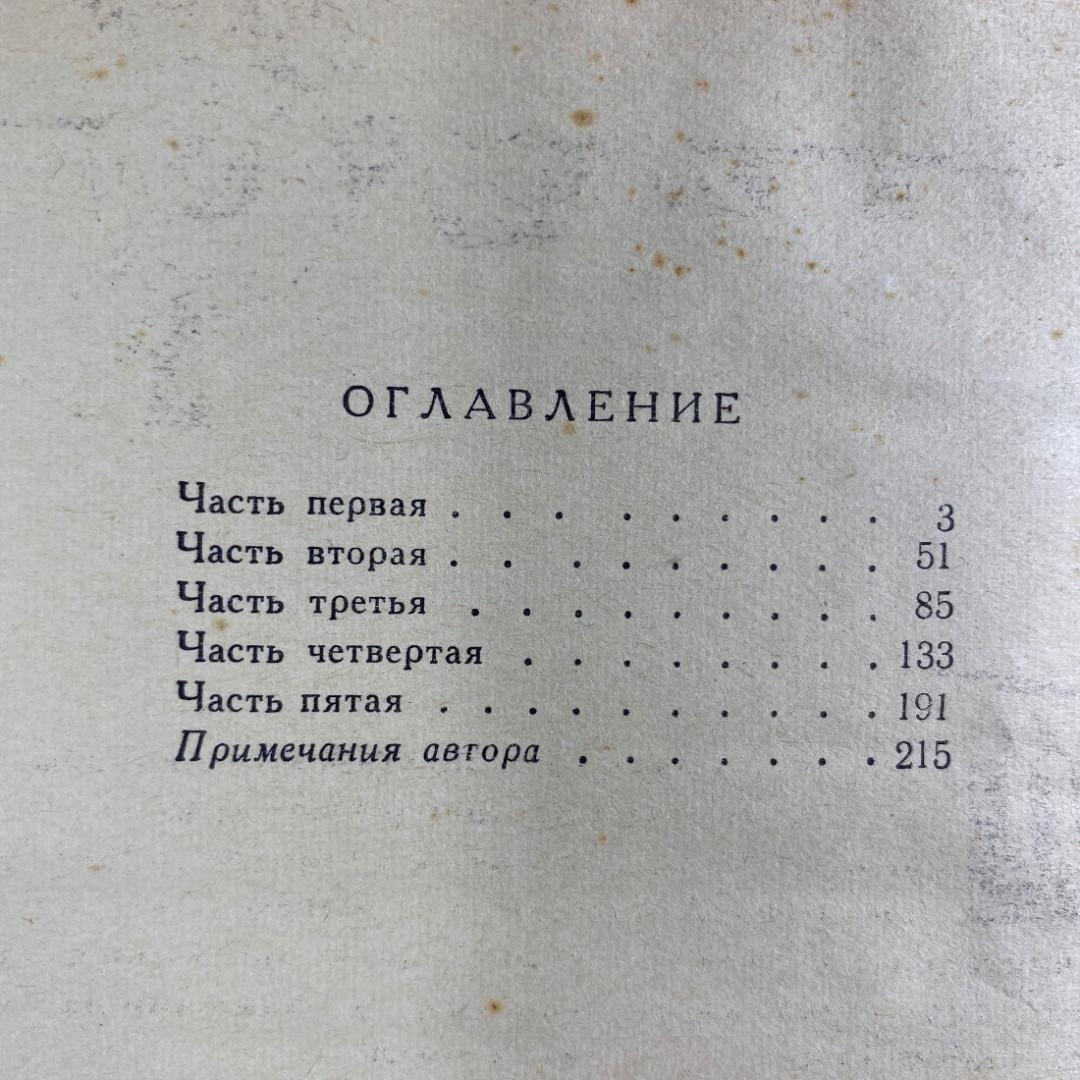 ОГЛАВЛЕНИЕ
Часть первая . . . . . . . . . 3
Часть вторая . . . . . . . . . 51
Часть третья . . . . . . . . . 85
Часть четвертая . . . . . . . . 133
Часть пятая . . . . . . . . . . 191
Примечания автора . . . . . . . 215